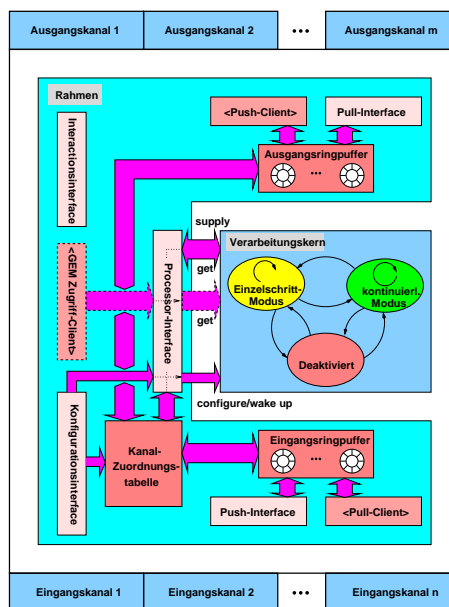 Ausgangskanal 1
Ausgangskanal 2
...
Ausgangskanal m
Rahmen
<Push-Client>
Pull-Interface
Interactionsinterface
Ausgangsringpuffer
...
supply
Verarbeitungskern
get
<GEM Zugriff-Client>
Processor-Interface
Einzelschritt-
Modus
kontinuierl.
Modus
get
Deaktiviert
configure/wake up
Konfigurationsinterface
Kanal-
Zuordnungs-
tabelle
Eingangsringpuffer
...
Push-Interface
<Pull-Client>
Eingangskanal 1
Eingangskanal 2
...
Eingangskanal n